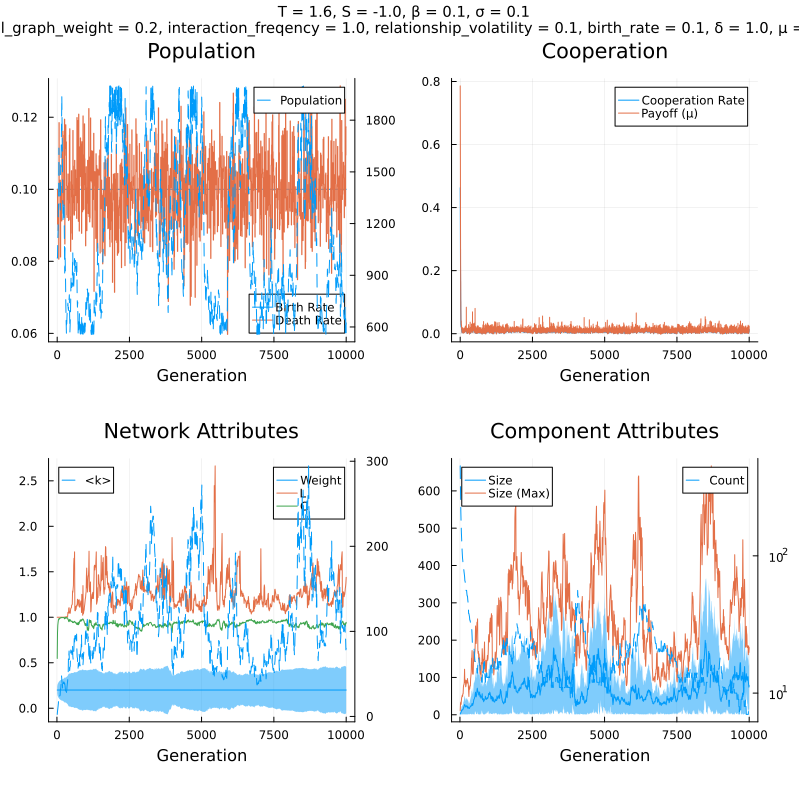 T = 1.6, S = -1.0, β = 0.1, σ = 0.1
l_graph_weight = 0.2, interaction_freqency = 1.0, relationship_volatility = 0.1, birth_rate = 0.1, δ = 1.0, μ =
Population
Cooperation
Population
Cooperation Rate
Payoff (μ)
Birth Rate
Death Rate
0.12
0.10
0.08
0.06
1800
1500
1200
900
600
0.8
0.6
0.4
0.2
0.0
0 2500 5000 7500 10000
0 2500 5000 7500 10000
Generation
Generation
Network Attributes
Component Attributes
<k>
Weight
L
C
Size
Size (Max)
Count
2.5
2.0
1.5
1.0
0.5
0.0
300
200
100
0
600
500
400
300
200
100
0
10²
10¹
0 2500 5000 7500 10000
0 2500 5000 7500 10000
Generation
Generation